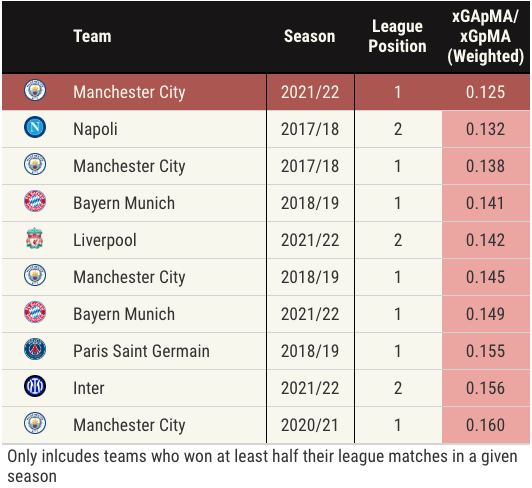 Team Season League Position xGApMA/ xGpMA (Weighted)
Manchester City 2021/22 1 0.125
Napoli 2017/18 2 0.132
Manchester City 2017/18 1 0.138
Bayern Munich 2018/19 1 0.141
Liverpool 2021/22 2 0.142
Manchester City 2018/19 1 0.145
Bayern Munich 2021/22 1 0.149
Paris Saint Germain 2018/19 1 0.155
Inter 2021/22 2 0.156
Manchester City 2020/21 1 0.160
Only inlcudes teams who won at least half their league matches in a given
season